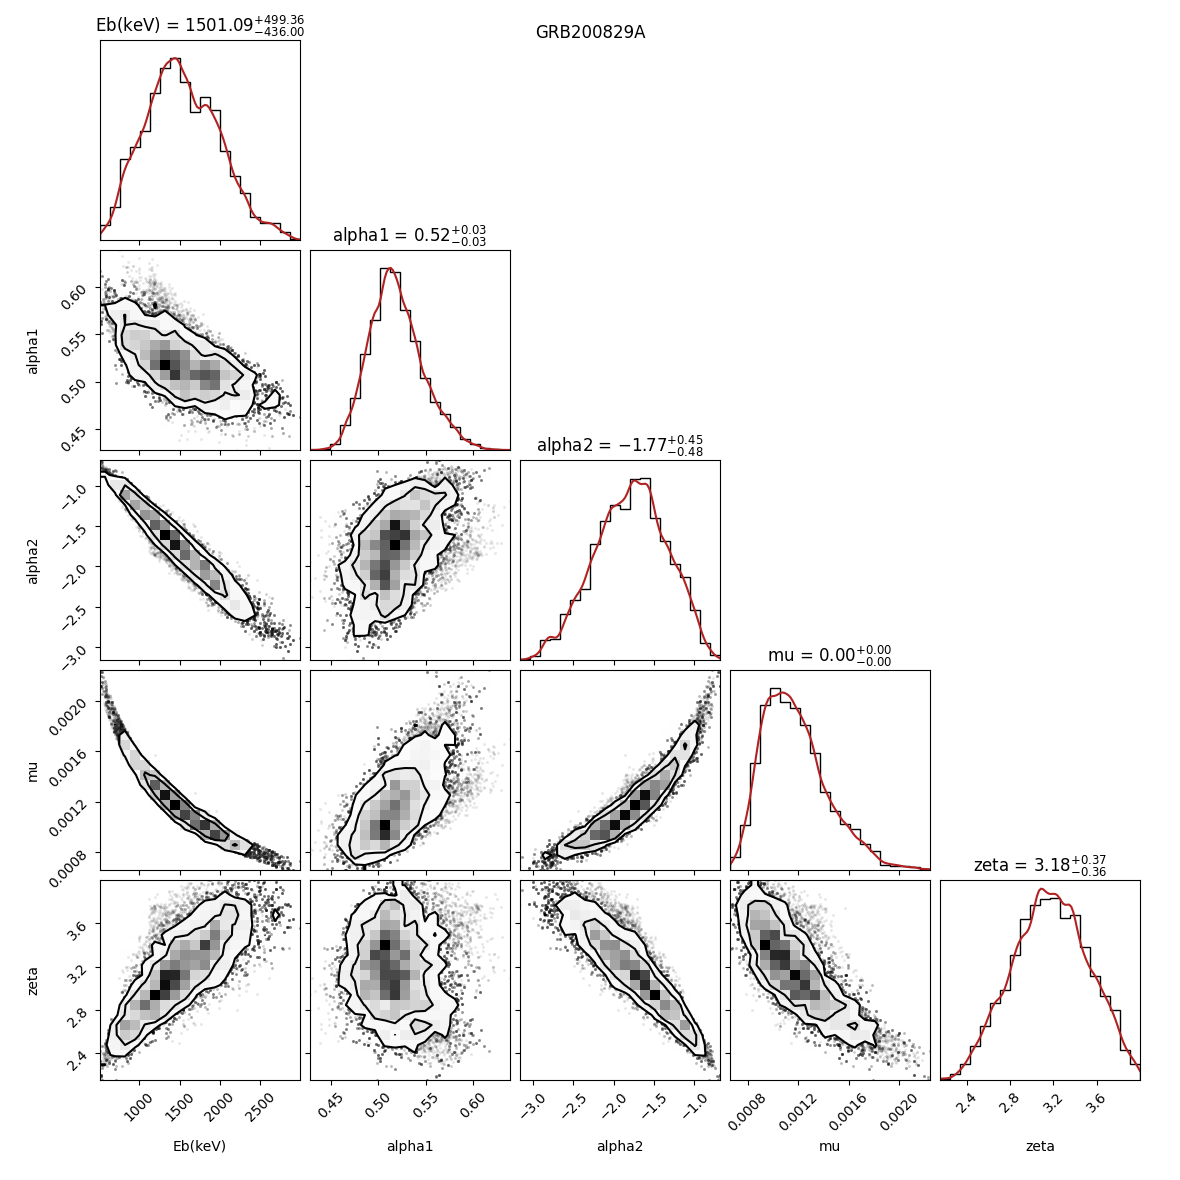 GRB200829A
Eb(keV) = 1501.09+499.36−436.00
alpha1 = 0.52+0.03−0.03
0.60
0.55
0.50
0.45
alpha1
alpha2 = −1.77+0.45−0.48
−1.0
−1.5
−2.0
−2.5
−3.0
alpha2
mu = 0.00+0.00−0.00
0.0020
0.0016
0.0012
0.0008
mu
zeta = 3.18+0.37−0.36
3.6
3.2
2.8
2.4
zeta
1000 1500 2000 2500 0.45 0.50 0.55 0.60 −3.0 −2.5 −2.0 −1.5 −1.0 0.0008 0.0012 0.0016 0.0020 2.4 2.8 3.2 3.6
Eb(keV) alpha1 alpha2 mu zeta